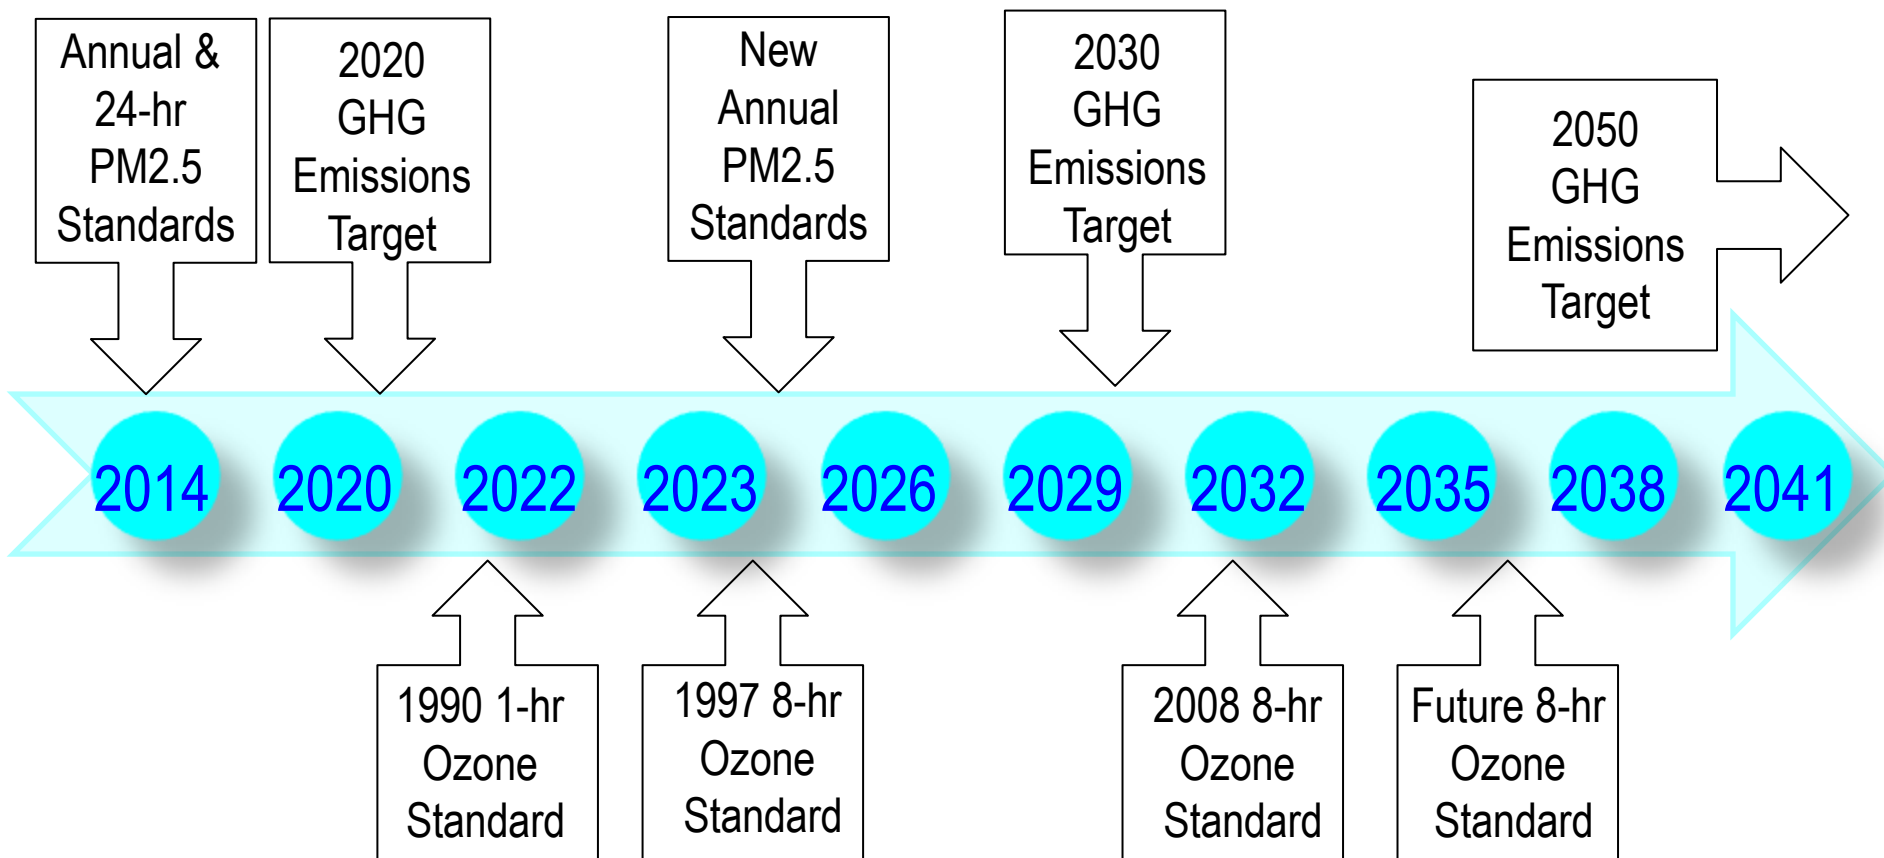 Annual &
24-hr
PM2.5
Standards
2020
GHG
Emissions
Target
New
Annual
PM2.5
Standards
2030
GHG
Emissions
Target
2050
GHG
Emissions
Target
2014 2020 2022 2023 2026 2029 2032 2035 2038 2041
1990 1-hr
Ozone
Standard
1997 8-hr
Ozone
Standard
2008 8-hr
Ozone
Standard
Future 8-hr
Ozone
Standard